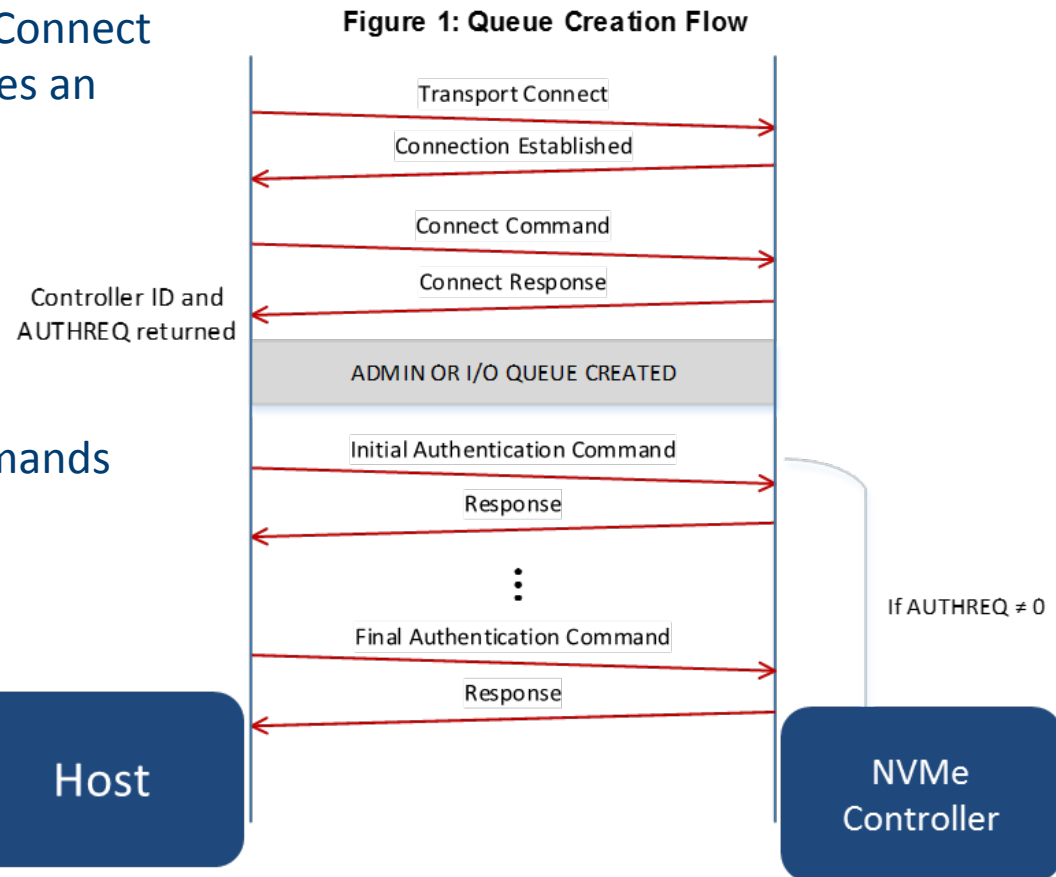 Connect
es an
mands
Figure 1: Queue Creation Flow
Transport Connect
Connection Established
Connect Command
Connect Response
Controller ID and
AUTHREQ returned
ADMIN OR I/O QUEUE CREATED
Initial Authentication Command
Response
⋮
If AUTHREQ ≠ 0
Final Authentication Command
Response
Host
NVMe
Controller